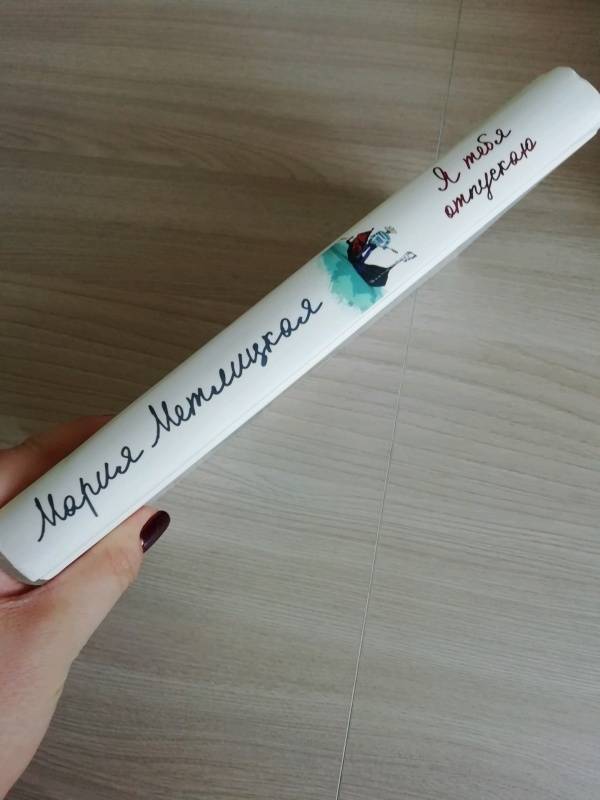 Мария Метлицкая
Я тебя
отпускаю